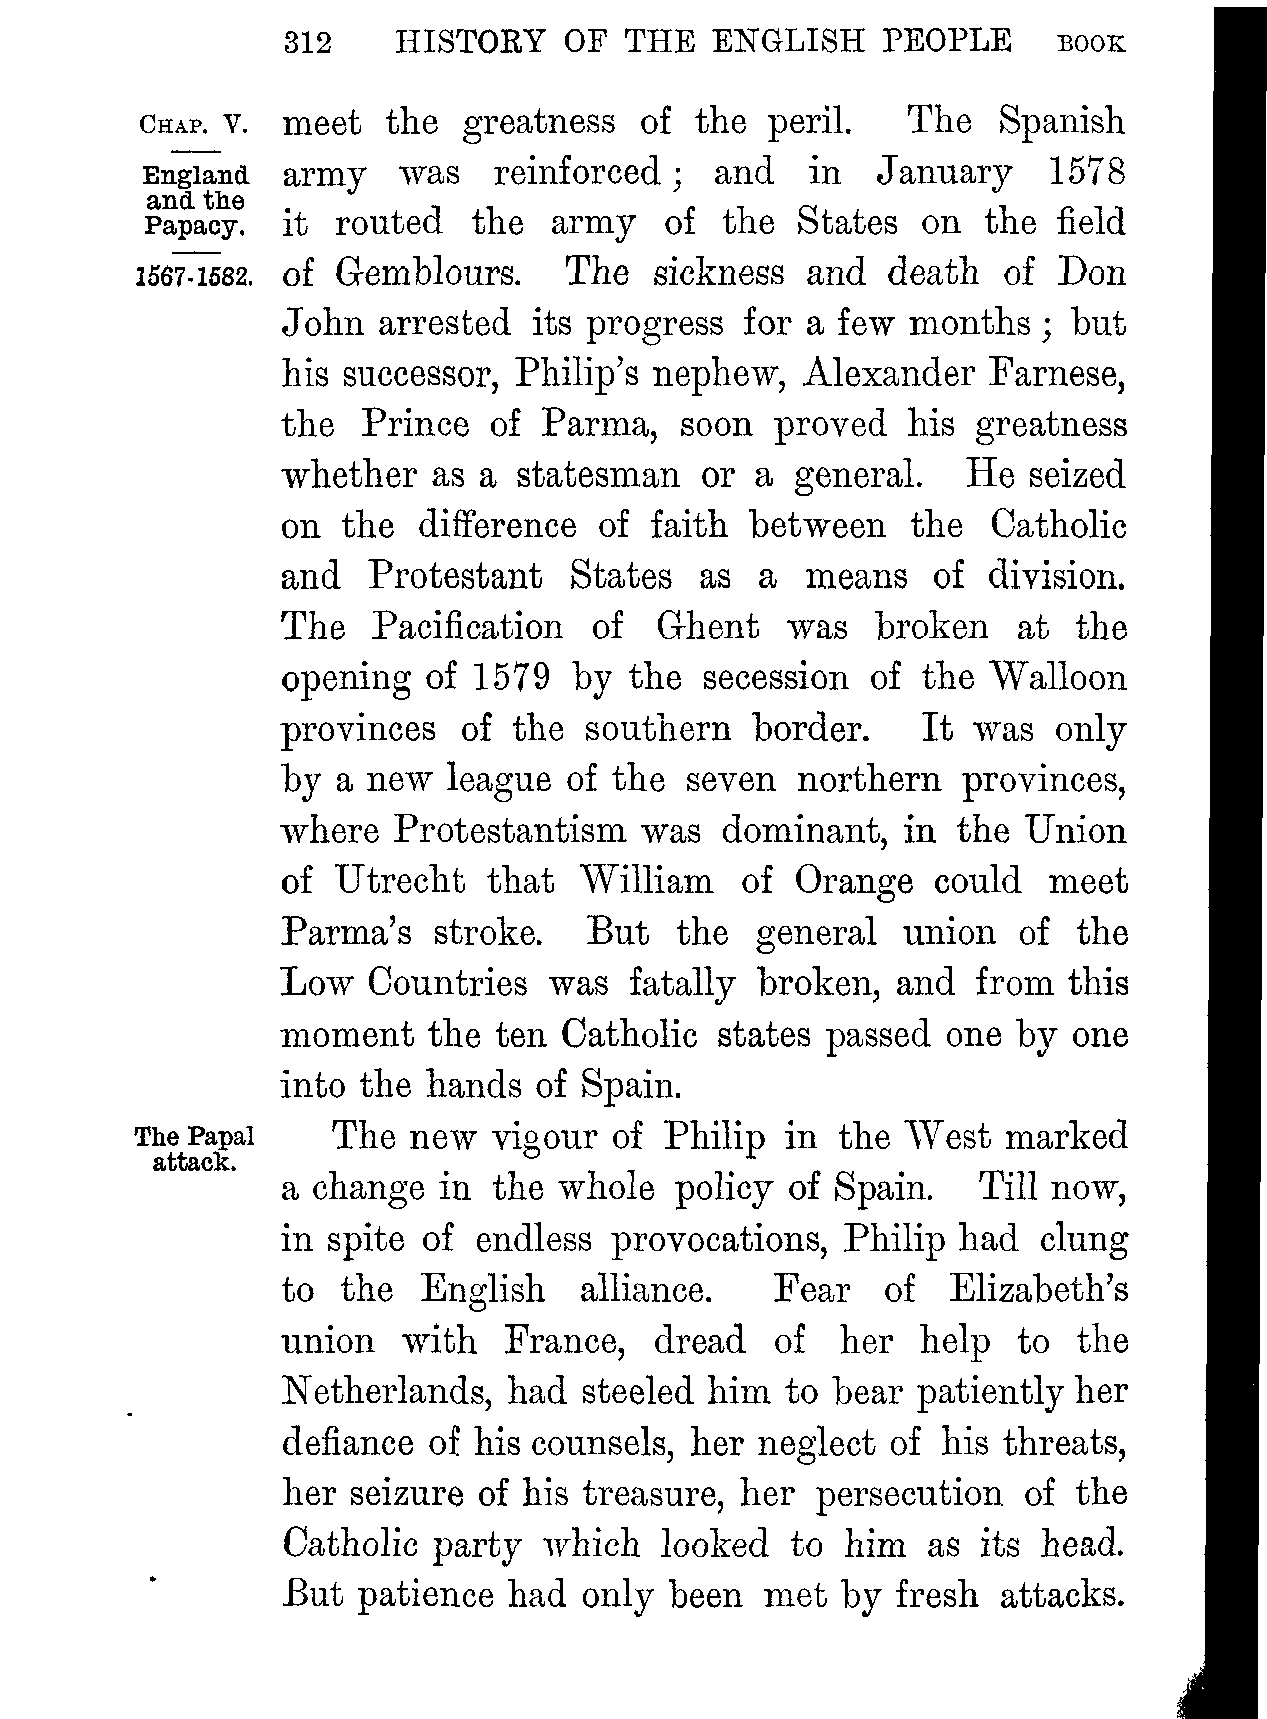 312 HISTORY OF THE ENGLISH PEOPLE BOOK
CHAP. V.
England
and the
Papacy.
1567-1582.
meet the greatness of the peril. The Spanish
army was reinforced ; and in January 1578
it routed the army of the States on the field
of Gemblours. The sickness and death of Don
John arrested its progress for a few months ; but
his successor, Philip's nephew, Alexander Farnese,
the Prince of Parma, soon proved his greatness
whether as a statesman or a general. He seized
on the difference of faith between the Catholic
and Protestant States as a means of division.
The Pacification of Ghent was broken at the
opening of 1579 by the secession of the Walloon
provinces of the southern border. It was only
by a new league of the seven northern provinces,
where Protestantism was dominant, in the Union
of Utrecht that William of Orange could meet
Parma's stroke. But the general union of the
Low Countries was fatally broken, and from this
moment the ten Catholic states passed one by one
into the hands of Spain.
The Papal
attack.
The new vigour of Philip in the West marked
a change in the whole policy of Spain. Till now,
in spite of endless provocations, Philip had clung
to the English alliance. Fear of Elizabeth's
union with France, dread of her help to the
Netherlands, had steeled him to bear patiently her
defiance of his counsels, her neglect of his threats,
her seizure of his treasure, her persecution of the
Catholic party which looked to him as its head.
But patience had only been met by fresh attacks.